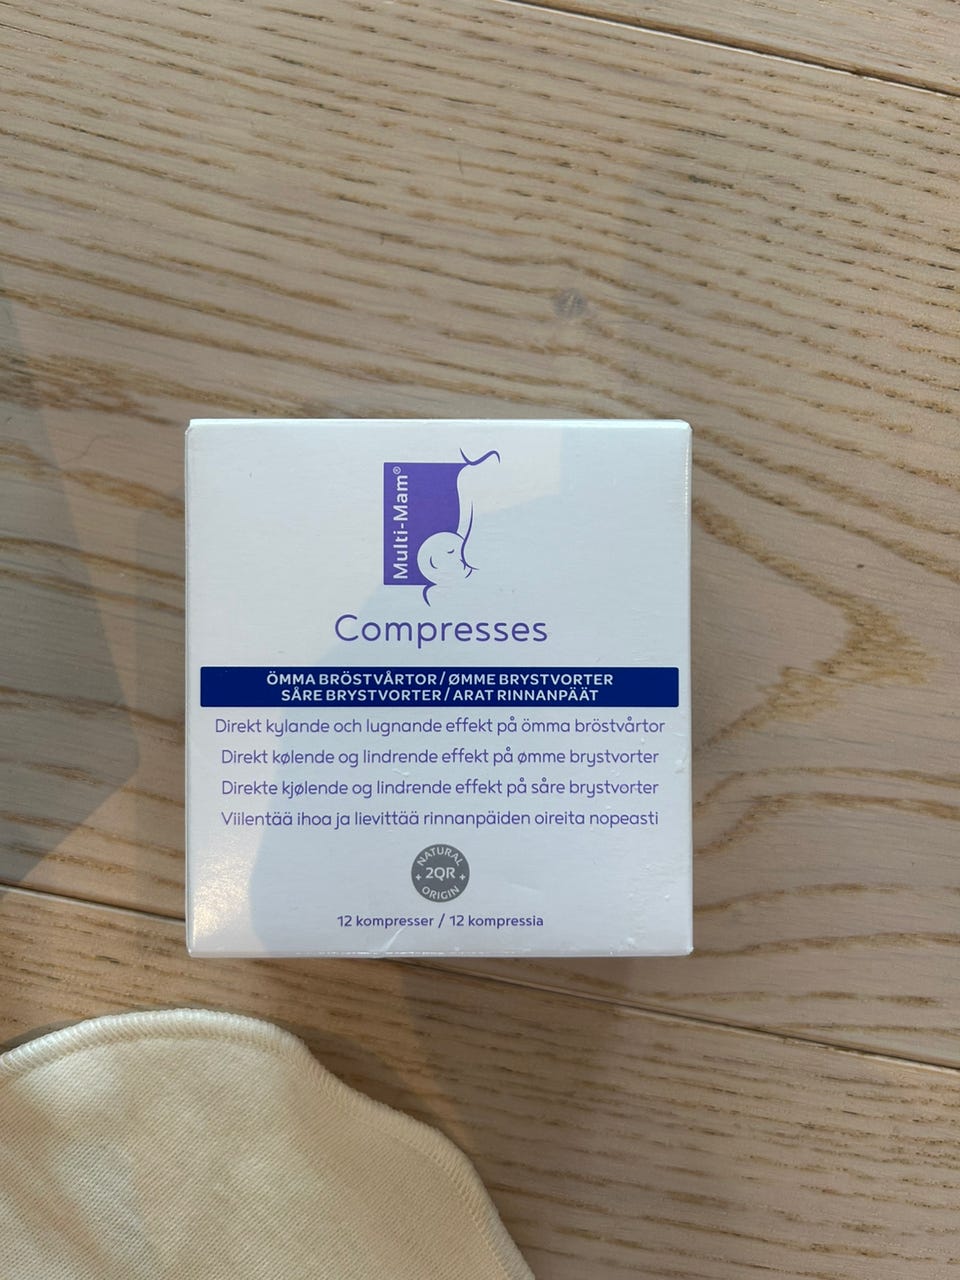 Multi-Mam®
Compresses
ÖMMA BRÖSTVÅRTOR / ØMME BRYSTVORTER
SÅRE BRYSTVORTER / ARAT RINNANPÄÄT
Direkt kylande och lugnande effekt på ömma bröstvårtor
Direkt kølende og lindrende effekt på ømme brystvorter
Direkte kjølende og lindrende effekt på såre brystvorter
Viilentää ihoa ja lievittää rinnanpäiden oireita nopeasti
NATURAL
+ 2QR +
ORIGIN
12 kompresser / 12 kompressia